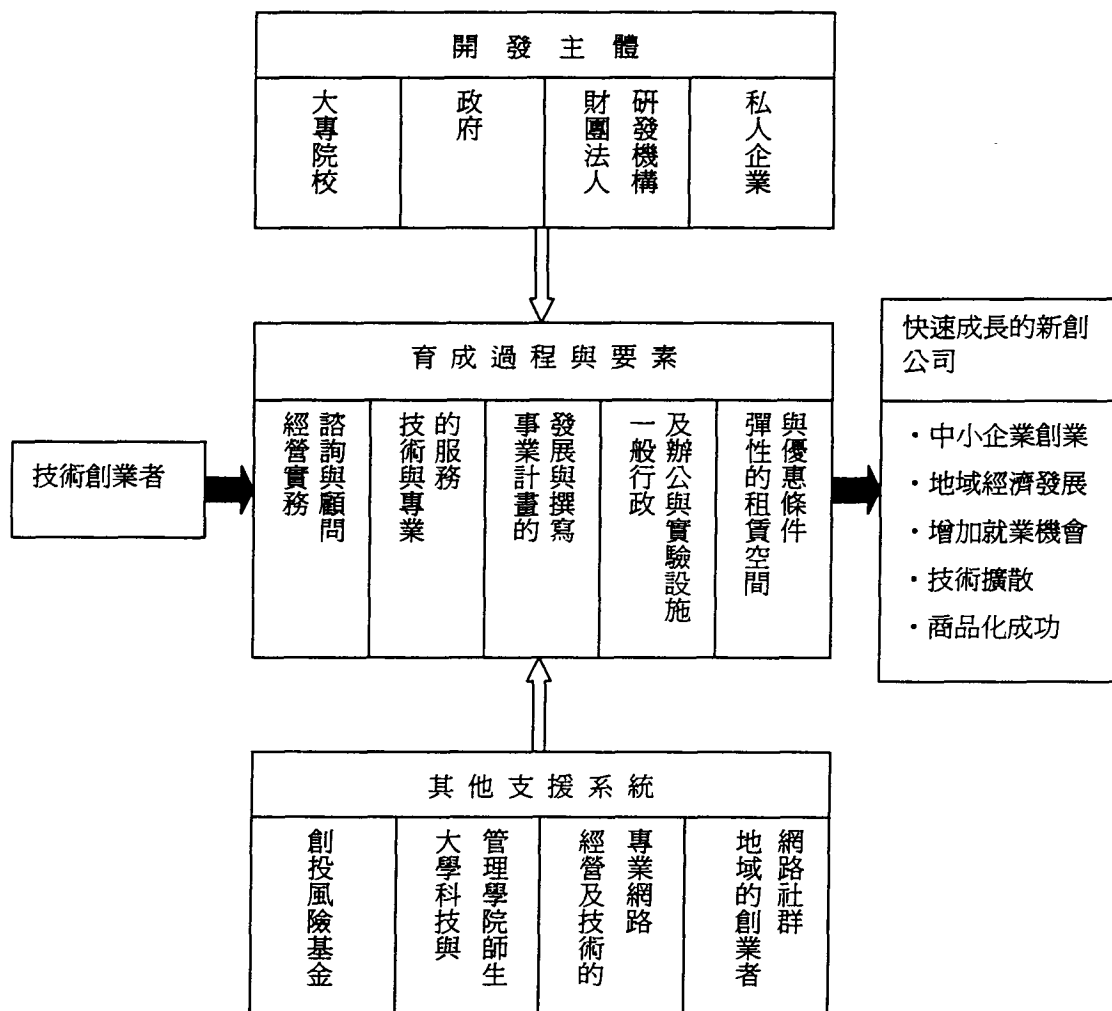 開發主體
大專院校
政府
財團法人
研發機構
私人企業
技術創業者
育成過程與要素
經營實務
諮詢與顧問
技術與專業
的服務
事業計畫的
發展與撰寫
一般行政
及辦公與實驗設施
彈性的租賃空間
與優惠條件
快速成長的新創
公司
・中小企業創業
・地域經濟發展
・增加就業機會
・技術擴散
・商品化成功
其他支援系統
創投風險基金
大學科技與
管理學院師生
經營及技術的
專業網路
地域的創業者
網路社群